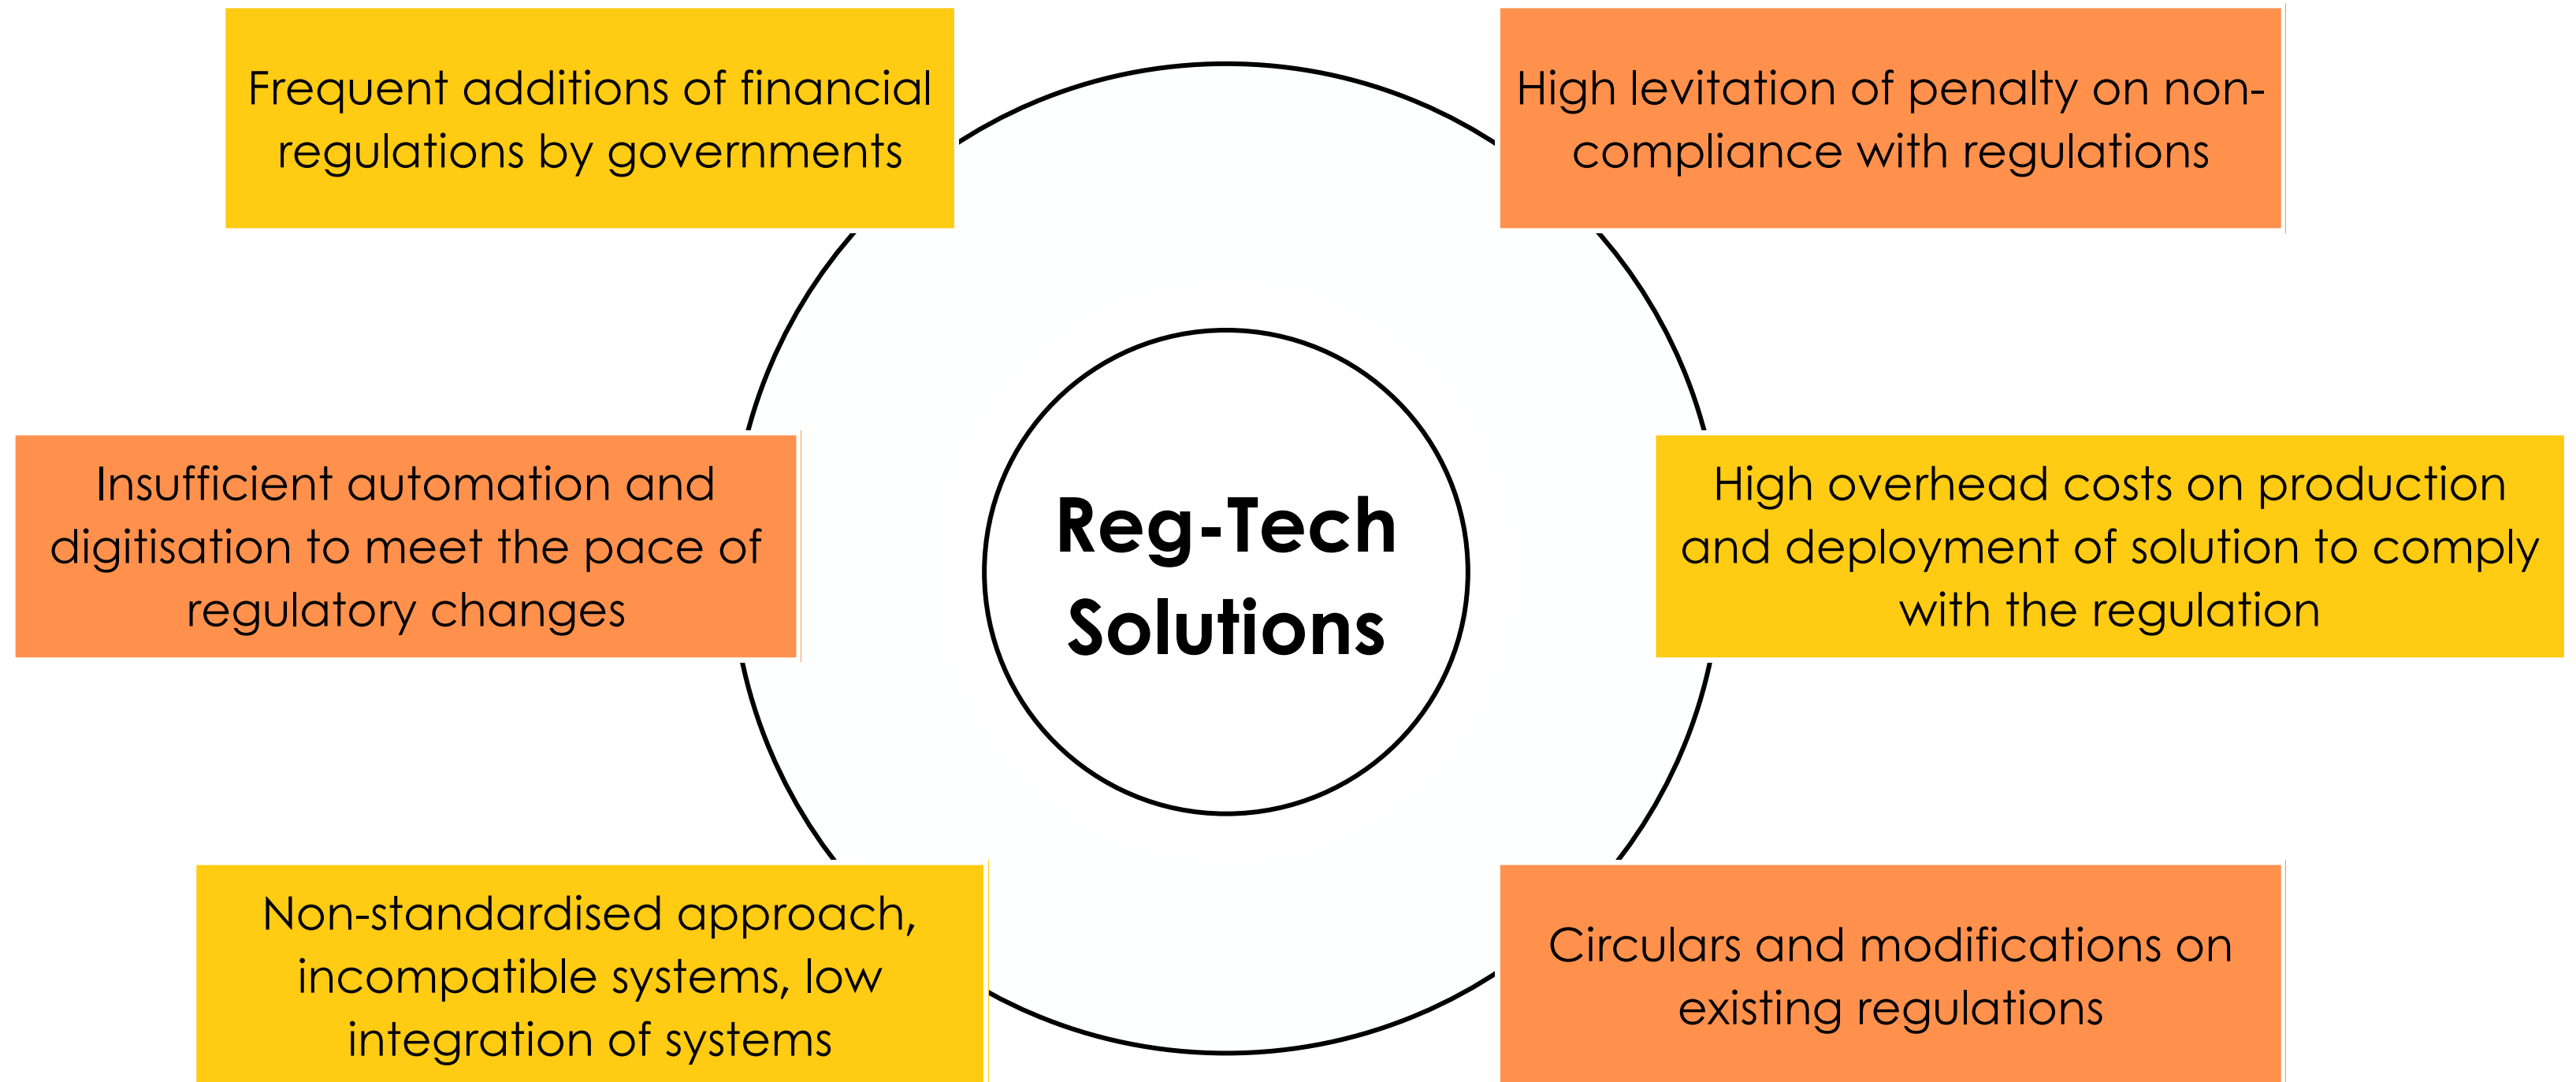 Frequent additions of financial
regulations by governments
High levitation of penalty on non-
compliance with regulations
Insufficient automation and
digitisation to meet the pace of
regulatory changes
Reg-Tech
Solutions
High overhead costs on production
and deployment of solution to comply
with the regulation
Non-standardised approach,
incompatible systems, low
integration of systems
Circulars and modifications on
existing regulations